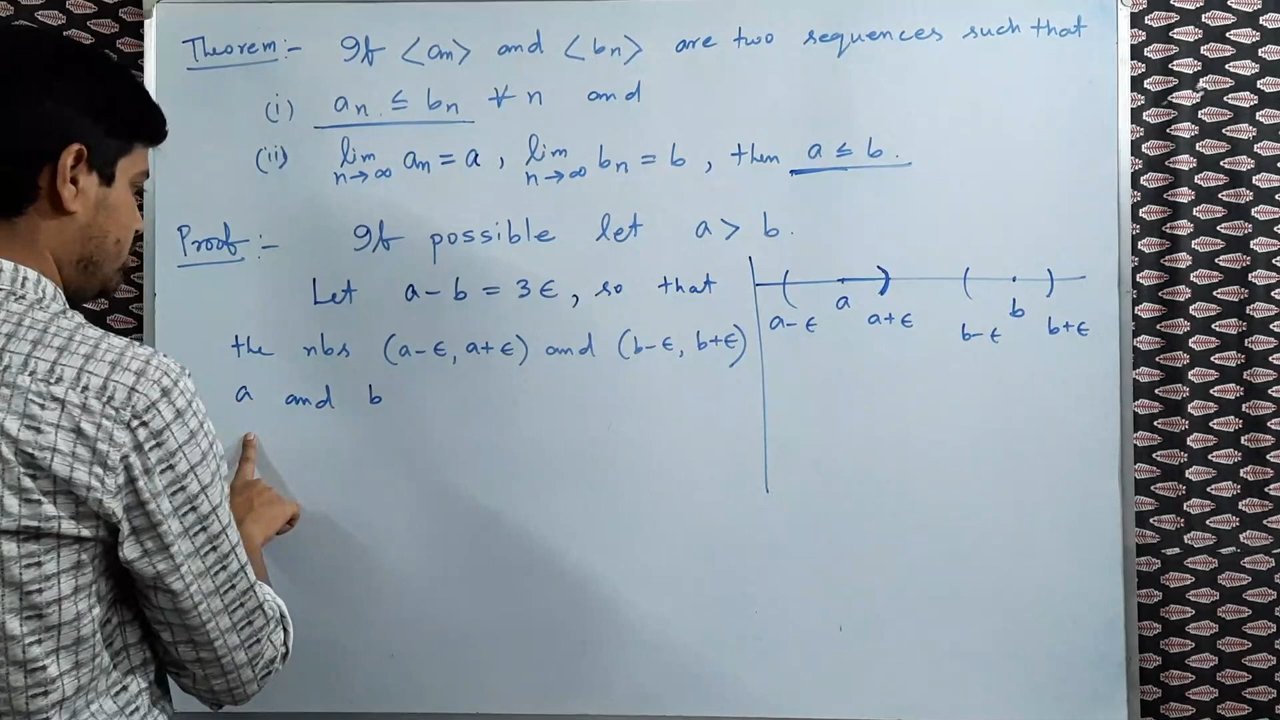 Theorem:- If <an> and <bn> are two sequences such that
(i) an ≤ bn ∀ n and
(ii) lim n→∞ an = a, lim n→∞ bn = b, then a ≤ b.
Proof:- If possible let a > b.
Let a - b = 3ϵ, so that
the nbs (a-ϵ, a+ϵ) and (b-ϵ, b+ϵ)
a and b
a-ϵ a a+ϵ b-ϵ b b+ϵ